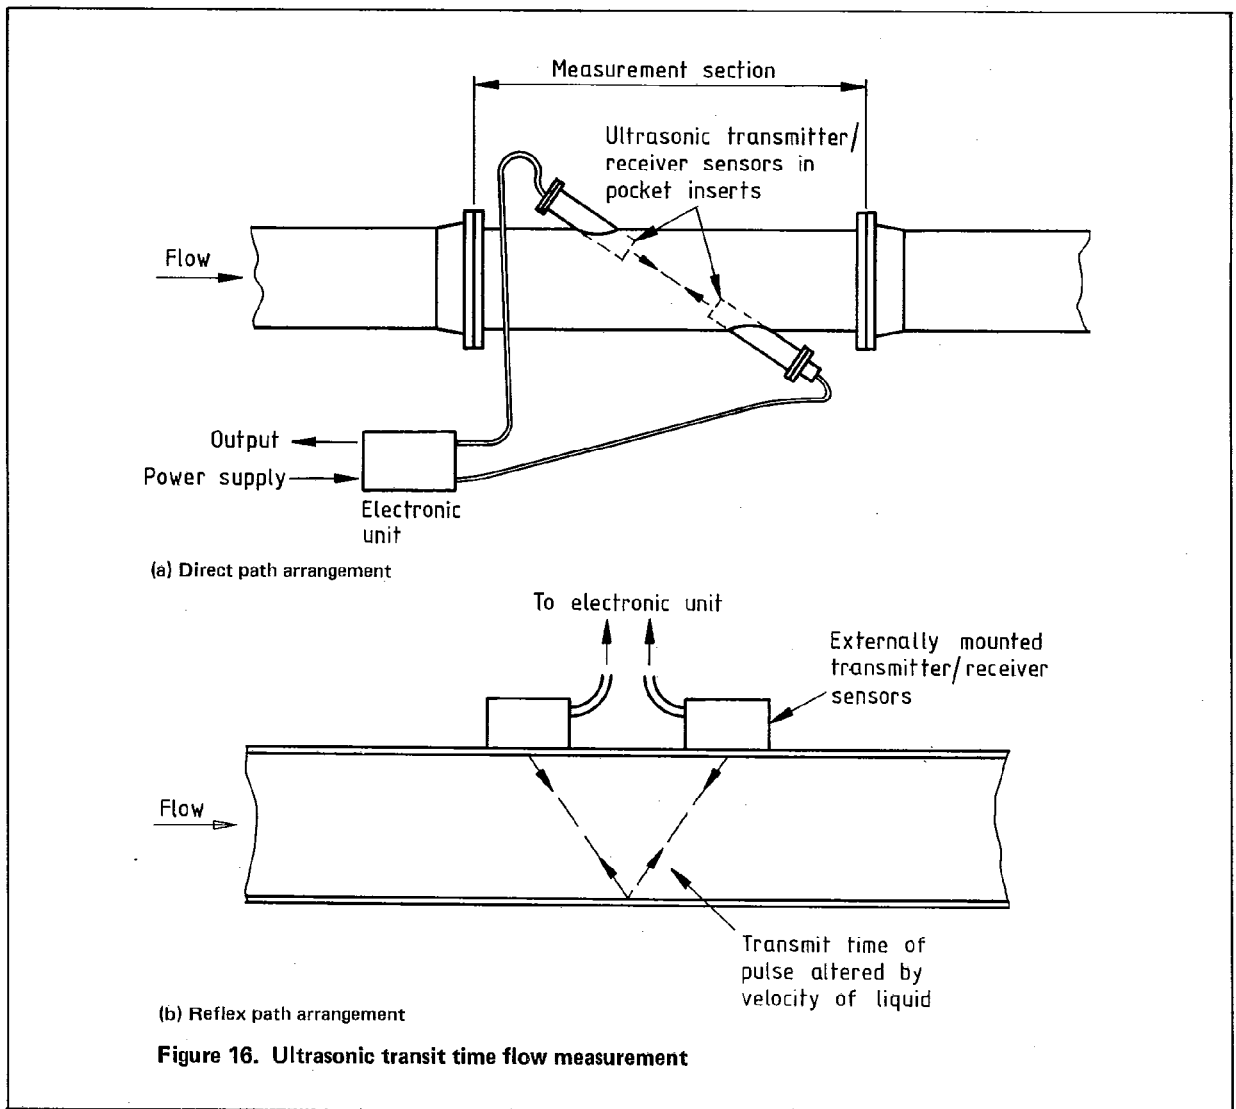 Measurement section
Ultrasonic transmitter/
receiver sensors in
pocket inserts
Flow
Output
Power supply
Electronic
unit
(a) Direct path arrangement
To electronic unit
Externally mounted
transmitter/receiver
sensors
Flow
Transmit time of
pulse altered by
velocity of liquid
(b) Reflex path arrangement
Figure 16. Ultrasonic transit time flow measurement